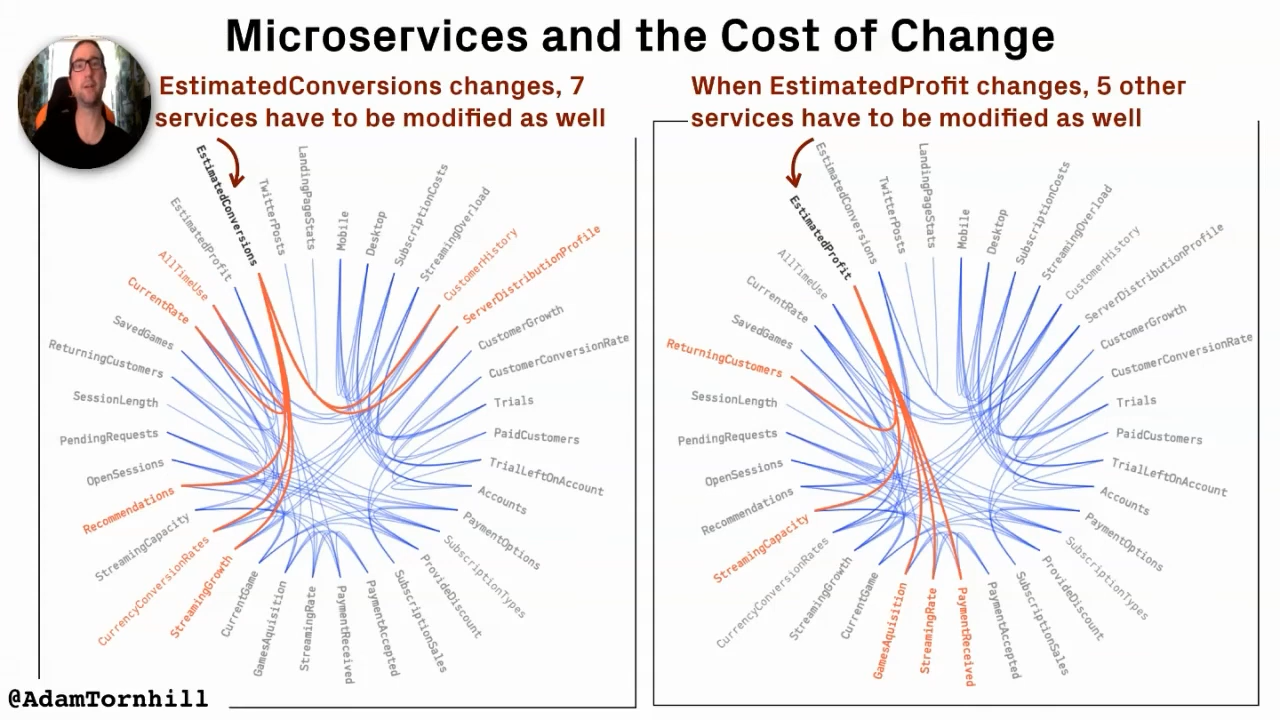 Microservices and the Cost of Change
EstimatedConversions changes, 7
services have to be modified as well
When EstimatedProfit changes, 5 other
services have to be modified as well
EstimatedConversions
TwitterPosts
LandingPageStats
Mobile
Desktop
SubscriptionCosts
StreamingOverload
CustomerHistory
ServerDistributionProfile
CustomerGrowth
CustomerConversionRate
Trials
PaidCustomers
TrialLeftOnAccount
Accounts
PaymentOptions
SubscriptionTypes
ProvideDiscount
SubscriptionSales
PaymentAccepted
PaymentReceived
StreamingRate
GamesAquisition
CurrentGame
StreamingGrowth
CurrencyConversionRates
StreamingCapacity
Recommendations
OpenSessions
PendingRequests
SessionLength
ReturningCustomers
SavedGames
CurrentRate
AllTimeUse
EstimatedProfit
EstimatedConversions
TwitterPosts
LandingPageStats
Mobile
Desktop
SubscriptionCosts
StreamingOverload
CustomerHistory
ServerDistributionProfile
CustomerGrowth
CustomerConversionRate
Trials
PaidCustomers
TrialLeftOnAccount
Accounts
PaymentOptions
SubscriptionTypes
ProvideDiscount
SubscriptionSales
PaymentAccepted
PaymentReceived
StreamingRate
GamesAquisition
CurrentGame
StreamingGrowth
CurrencyConversionRates
StreamingCapacity
Recommendations
OpenSessions
PendingRequests
SessionLength
ReturningCustomers
SavedGames
CurrentRate
AllTimeUse
EstimatedProfit
@AdamTornhill